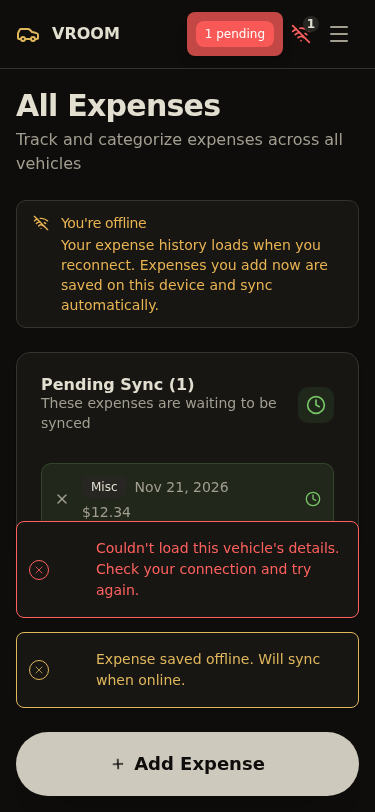 VROOM
1 pending
1
All Expenses
Track and categorize expenses across all
vehicles
You're offline
Your expense history loads when you
reconnect. Expenses you add now are
saved on this device and sync
automatically.
Pending Sync (1)
These expenses are waiting to be
synced
Misc Nov 21, 2026
$12.34
Couldn't load this vehicle's details.
Check your connection and try
again.
Expense saved offline. Will sync
when online.
+ Add Expense